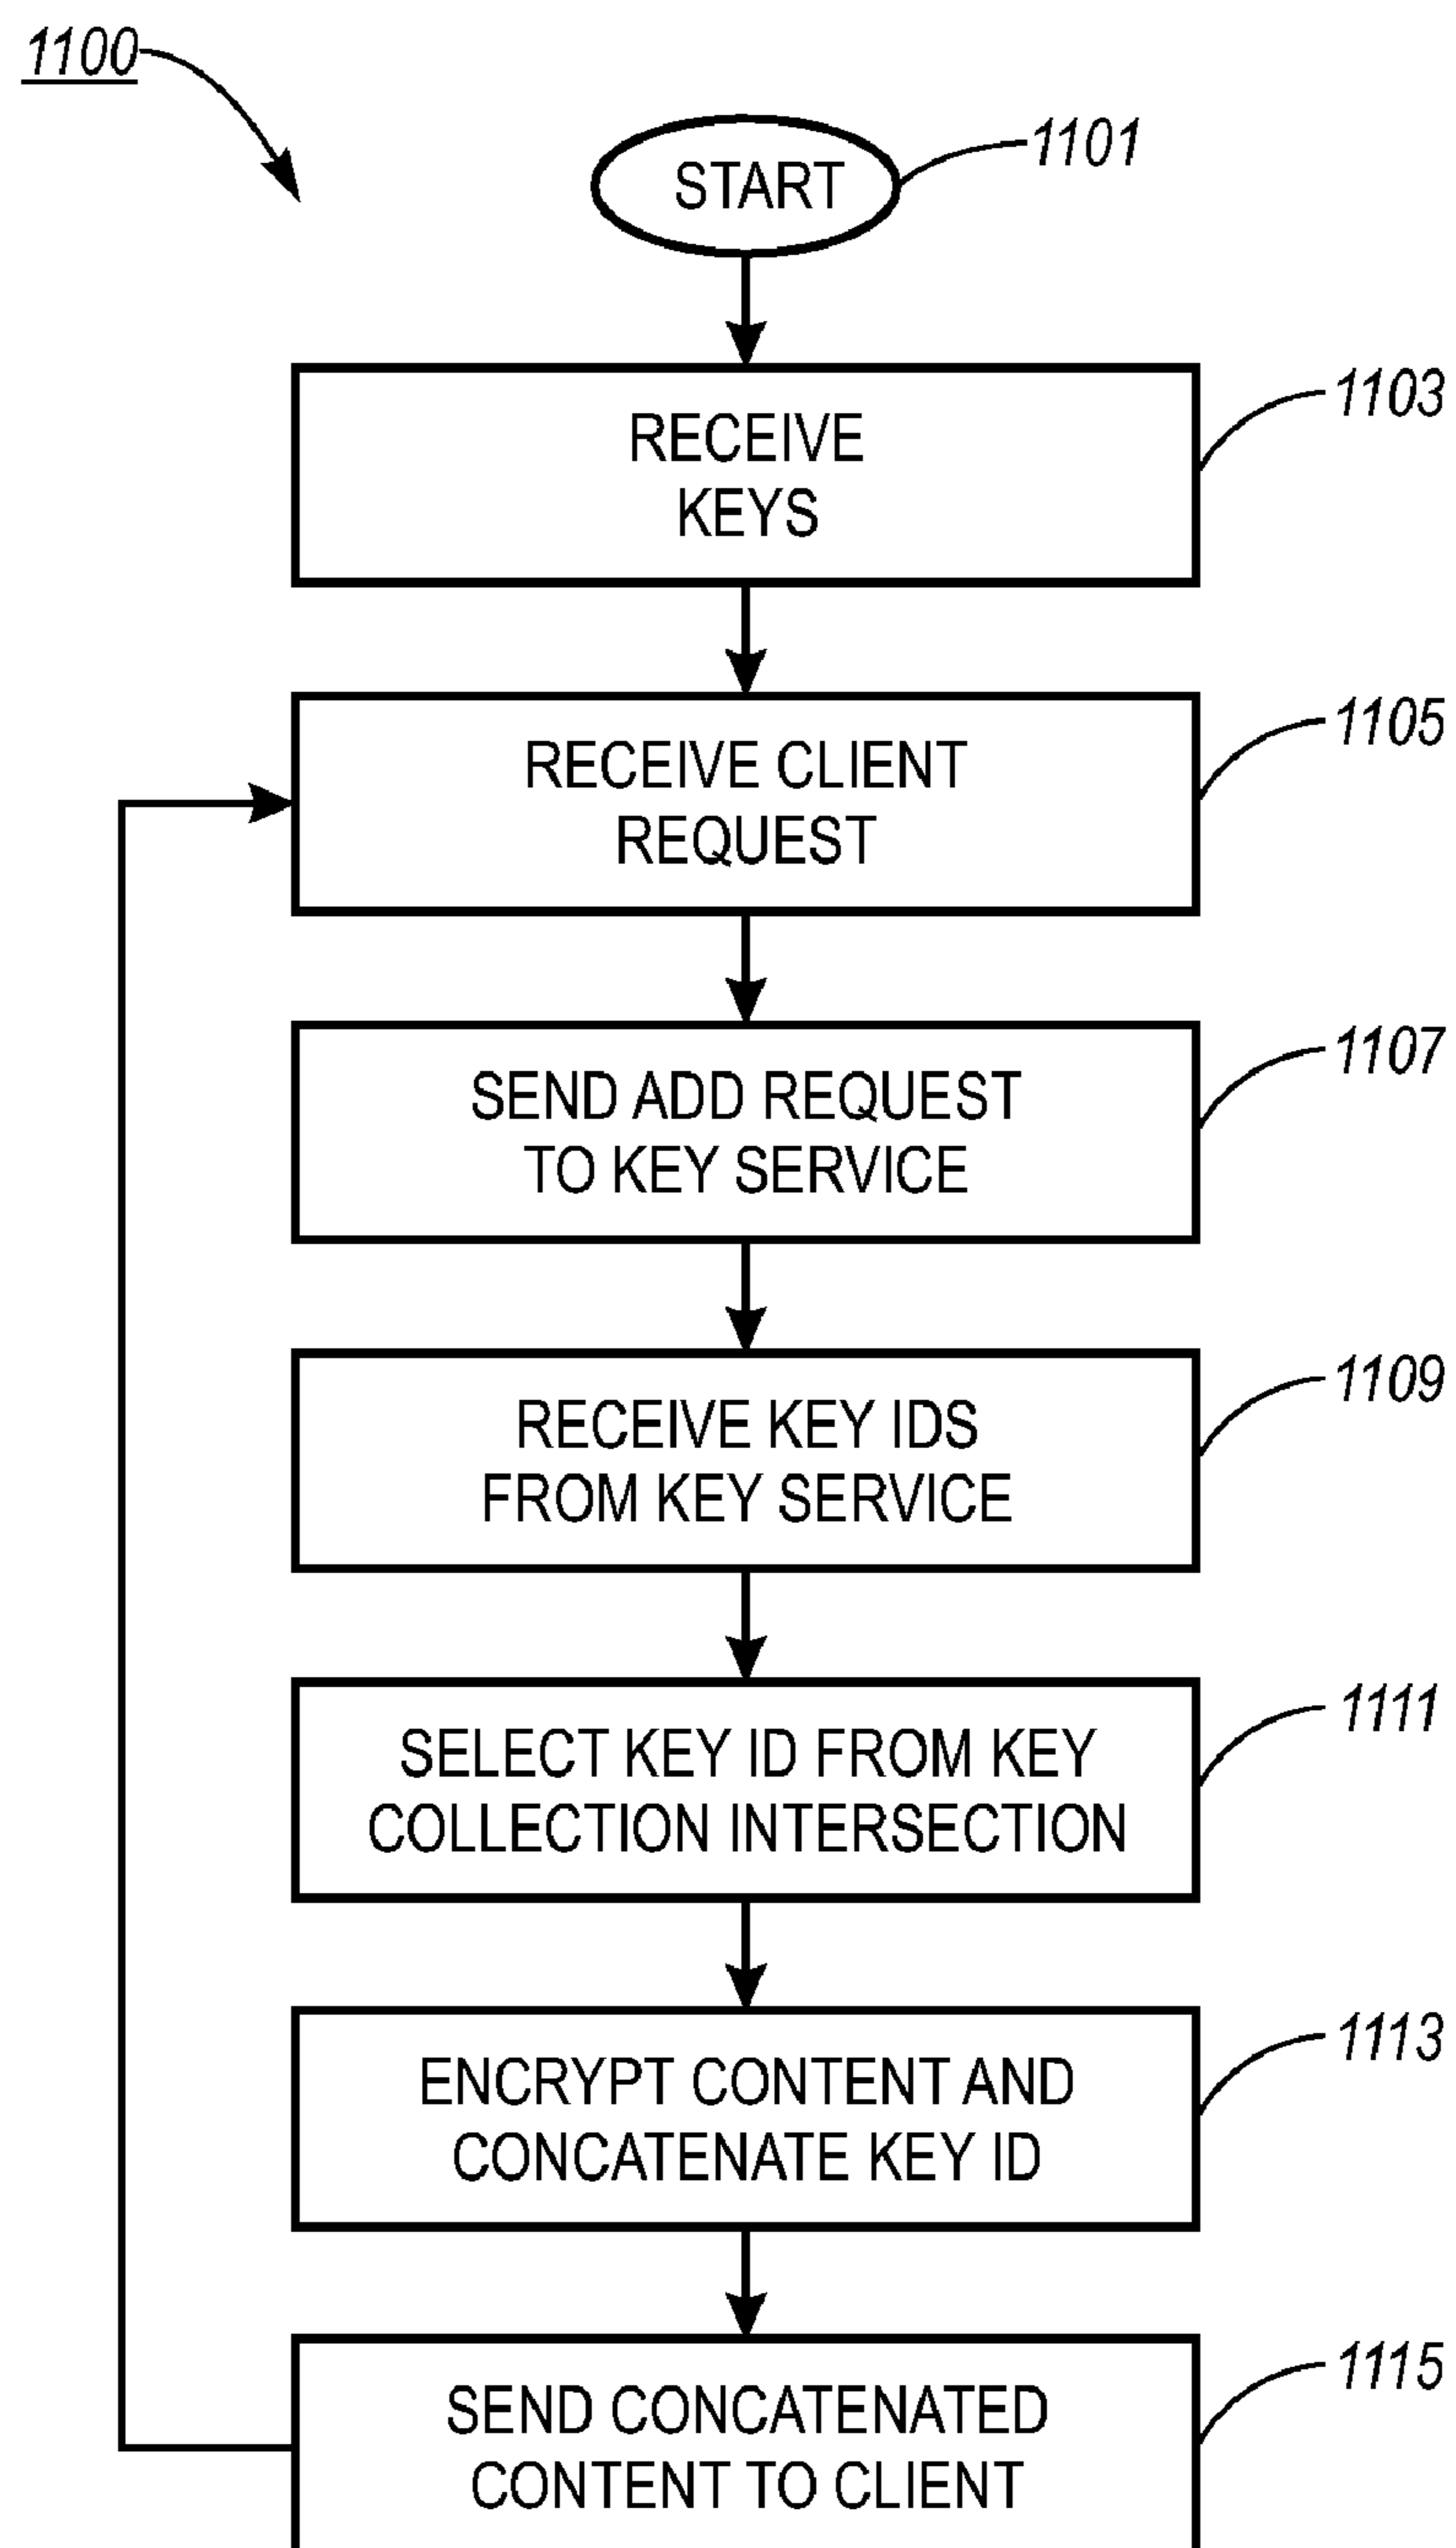 1100
START
1101
RECEIVE
KEYS
1103
RECEIVE CLIENT
REQUEST
1105
SEND ADD REQUEST
TO KEY SERVICE
1107
RECEIVE KEY IDS
FROM KEY SERVICE
1109
SELECT KEY ID FROM KEY
COLLECTION INTERSECTION
1111
ENCRYPT CONTENT AND
CONCATENATE KEY ID
1113
SEND CONCATENATED
CONTENT TO CLIENT
1115